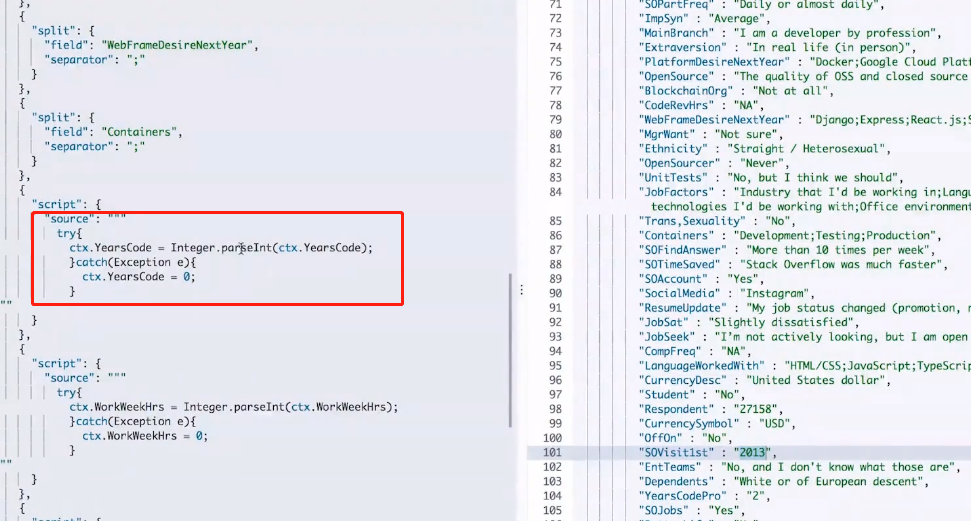 },
{
"split": {
"field": "WebFrameDesireNextYear",
"separator": ";"
}
},
{
"split": {
"field": "Containers",
"separator": ";"
}
},
{
"script": {
"source": """
try{
ctx.YearsCode = Integer.parseInt(ctx.YearsCode);
}catch(Exception e){
ctx.YearsCode = 0;
}
""
}
},
{
"script": {
"source": """
try{
ctx.WorkWeekHrs = Integer.parseInt(ctx.WorkWeekHrs);
}catch(Exception e){
ctx.WorkWeekHrs = 0;
}
""
}
},
{
"script": {
71 "SOPartFreq" : "Daily or almost daily",
72 "ImpSyn" : "Average",
73 "MainBranch" : "I am a developer by profession",
74 "Extraversion" : "In real life (in person)",
75 "PlatformDesireNextYear" : "Docker;Google Cloud Platf
76 "OpenSource" : "The quality of OSS and closed source
77 "BlockchainOrg" : "Not at all",
78 "CodeRevHrs" : "NA",
79 "WebFrameDesireNextYear" : "Django;Express;React.js;S
80 "MgrWant" : "Not sure",
81 "Ethnicity" : "Straight / Heterosexual",
82 "OpenSourcer" : "Never",
83 "UnitTests" : "No, but I think we should",
84 "JobFactors" : "Industry that I'd be working in;Langu
technologies I'd be working with;Office environment
85 "Trans,Sexuality" : "No",
86 "Containers" : "Development;Testing;Production",
87 "SOFindAnswer" : "More than 10 times per week",
88 "SOTimeSaved" : "Stack Overflow was much faster",
89 "SOAccount" : "Yes",
90 "SocialMedia" : "Instagram",
91 "ResumeUpdate" : "My job status changed (promotion, n
92 "JobSat" : "Slightly dissatisfied",
93 "JobSeek" : "I'm not actively looking, but I am open
94 "CompFreq" : "NA",
95 "LanguageWorkedWith" : "HTML/CSS;JavaScript;TypeScrip
96 "CurrencyDesc" : "United States dollar",
97 "Student" : "No",
98 "Respondent" : "27158",
99 "CurrencySymbol" : "USD",
100 "OffOn" : "No",
101 "SOVisit1st" : "2013",
102 "EntTeams" : "No, and I don't know what those are",
103 "Dependents" : "White or of European descent",
104 "YearsCodePro" : "2",
105 "SOJobs" : "Yes",